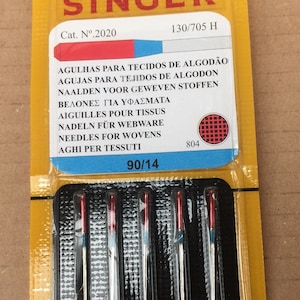 SINGER
Cat. Nº.2020 130/705 H
AGULHAS PARA TECIDOS DE ALGODÃO
AGUJAS PARA TEJIDOS DE ALGODON
NAALDEN VOOR GEWEVEN STOFFEN
ΒΕΛΟΝΕΣ ΓΙΑ ΥΦΑΣΜΑΤΑ
AIGUILLES POUR TISSUS
NADELN FÜR WEBWARE
NEEDLES FOR WOVENS
AGHI PER TESSUTI
804
90/14